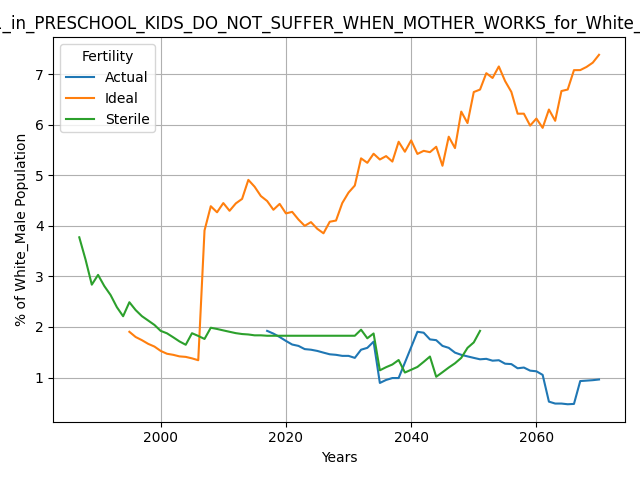 _in_PRESCHOOL_KIDS_DO_NOT_SUFFER_WHEN_MOTHER_WORKS_for_White_
Fertility
Actual
Ideal
Sterile
% of White_Male Population
7
6
5
4
3
2
1
2000 2020 2040 2060
Years